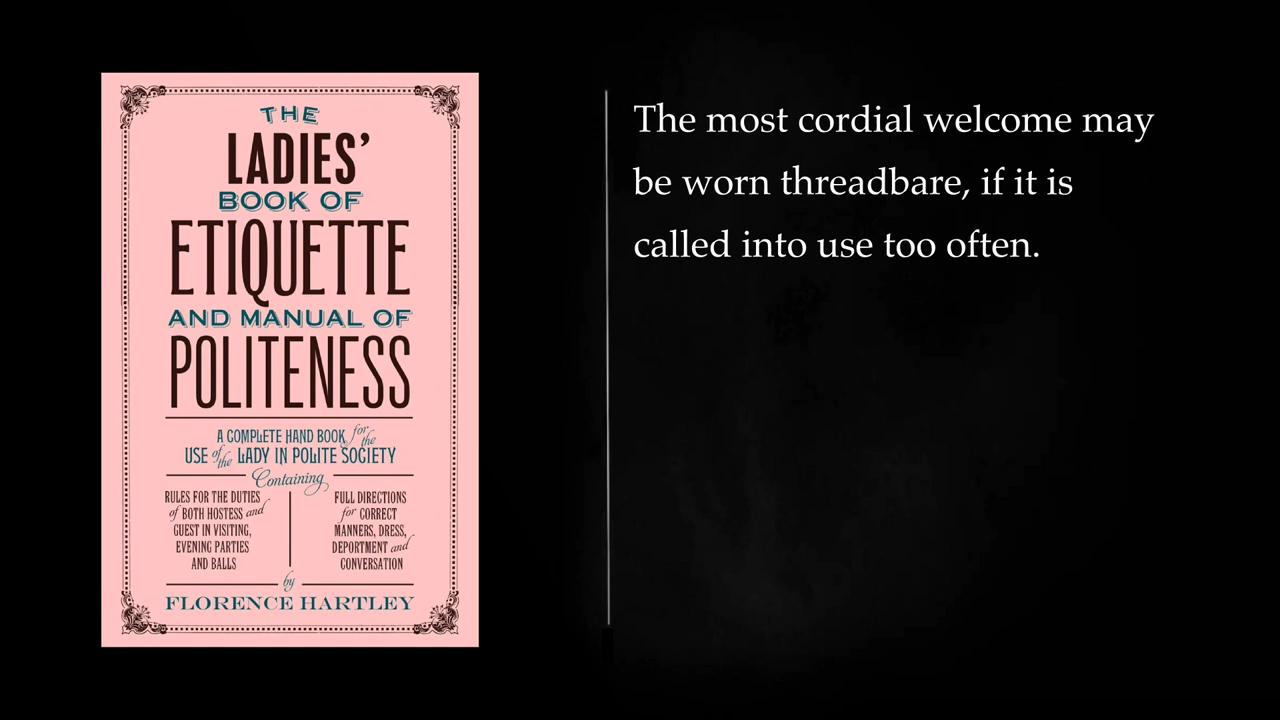 THE
LADIES’
BOOK OF
ETIQUETTE
AND MANUAL OF
POLITENESS
A COMPLETE HAND BOOK for the
USE of the LADY IN POLITE SOCIETY
Containing
RULES FOR THE DUTIES
of BOTH HOSTESS and
GUEST IN VISITING,
EVENING PARTIES
AND BALLS
FULL DIRECTIONS
for CORRECT
MANNERS, DRESS,
DEPORTMENT and
CONVERSATION
by
FLORENCE HARTLEY
The most cordial welcome may
be worn threadbare, if it is
called into use too often.